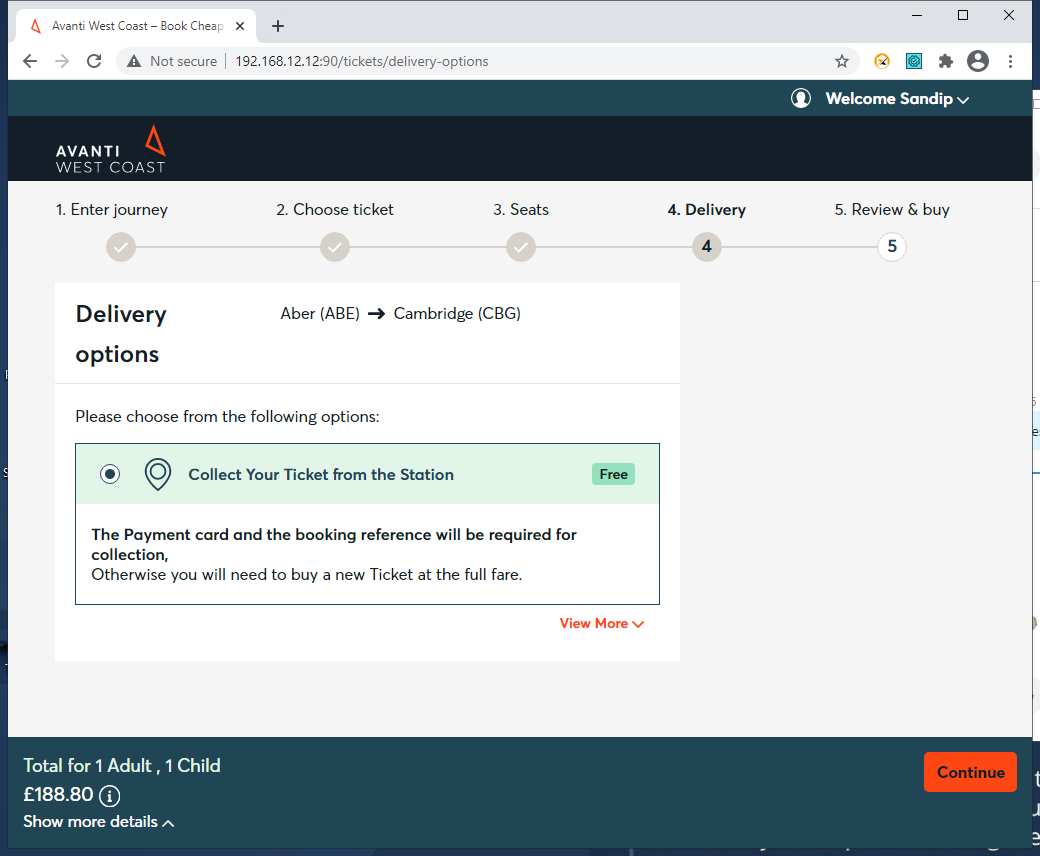 Avanti West Coast – Book Cheap
Not secure
192.168.12.12:90/tickets/delivery-options
Welcome Sandip
AVANTI
WEST COAST
1. Enter journey
2. Choose ticket
3. Seats
4. Delivery
5. Review & buy
4
5
Delivery
options
Aber (ABE) → Cambridge (CBG)
Please choose from the following options:
Collect Your Ticket from the Station
Free
The Payment card and the booking reference will be required for
collection,
Otherwise you will need to buy a new Ticket at the full fare.
View More
Total for 1 Adult , 1 Child
£188.80
Show more details
Continue